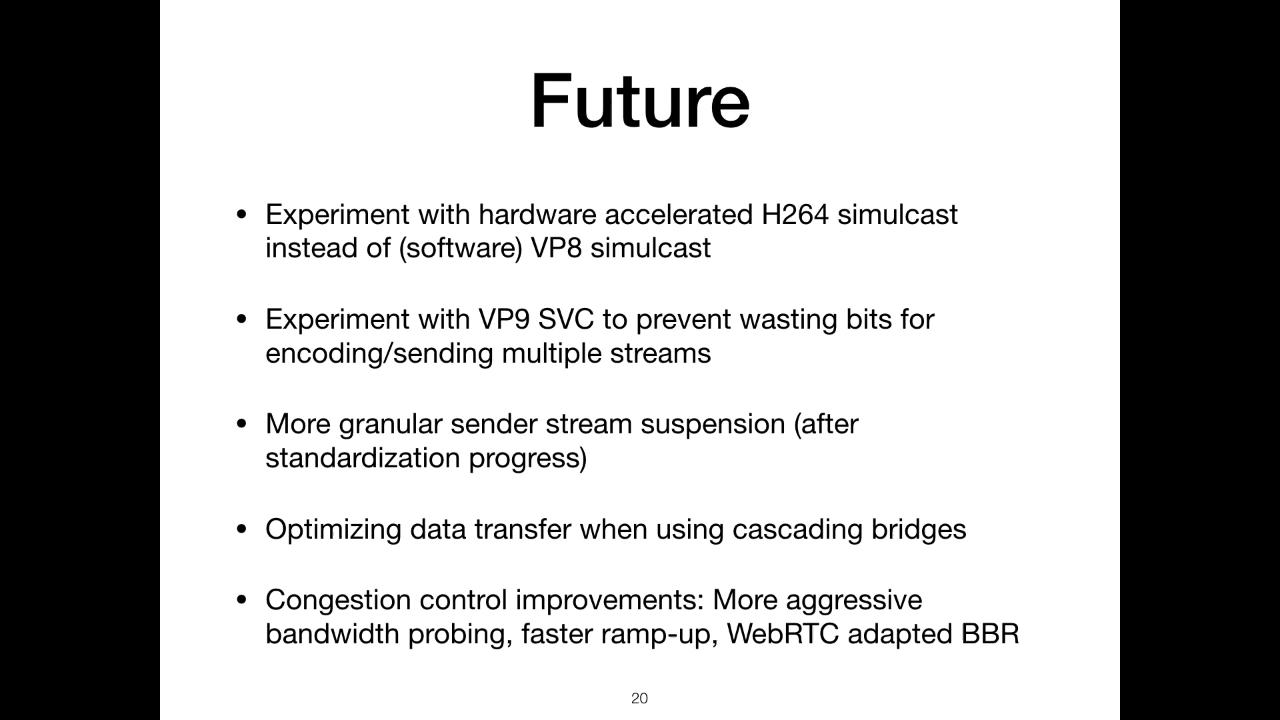 Future
• Experiment with hardware accelerated H264 simulcast
instead of (software) VP8 simulcast
• Experiment with VP9 SVC to prevent wasting bits for
encoding/sending multiple streams
• More granular sender stream suspension (after
standardization progress)
• Optimizing data transfer when using cascading bridges
• Congestion control improvements: More aggressive
bandwidth probing, faster ramp-up, WebRTC adapted BBR
20